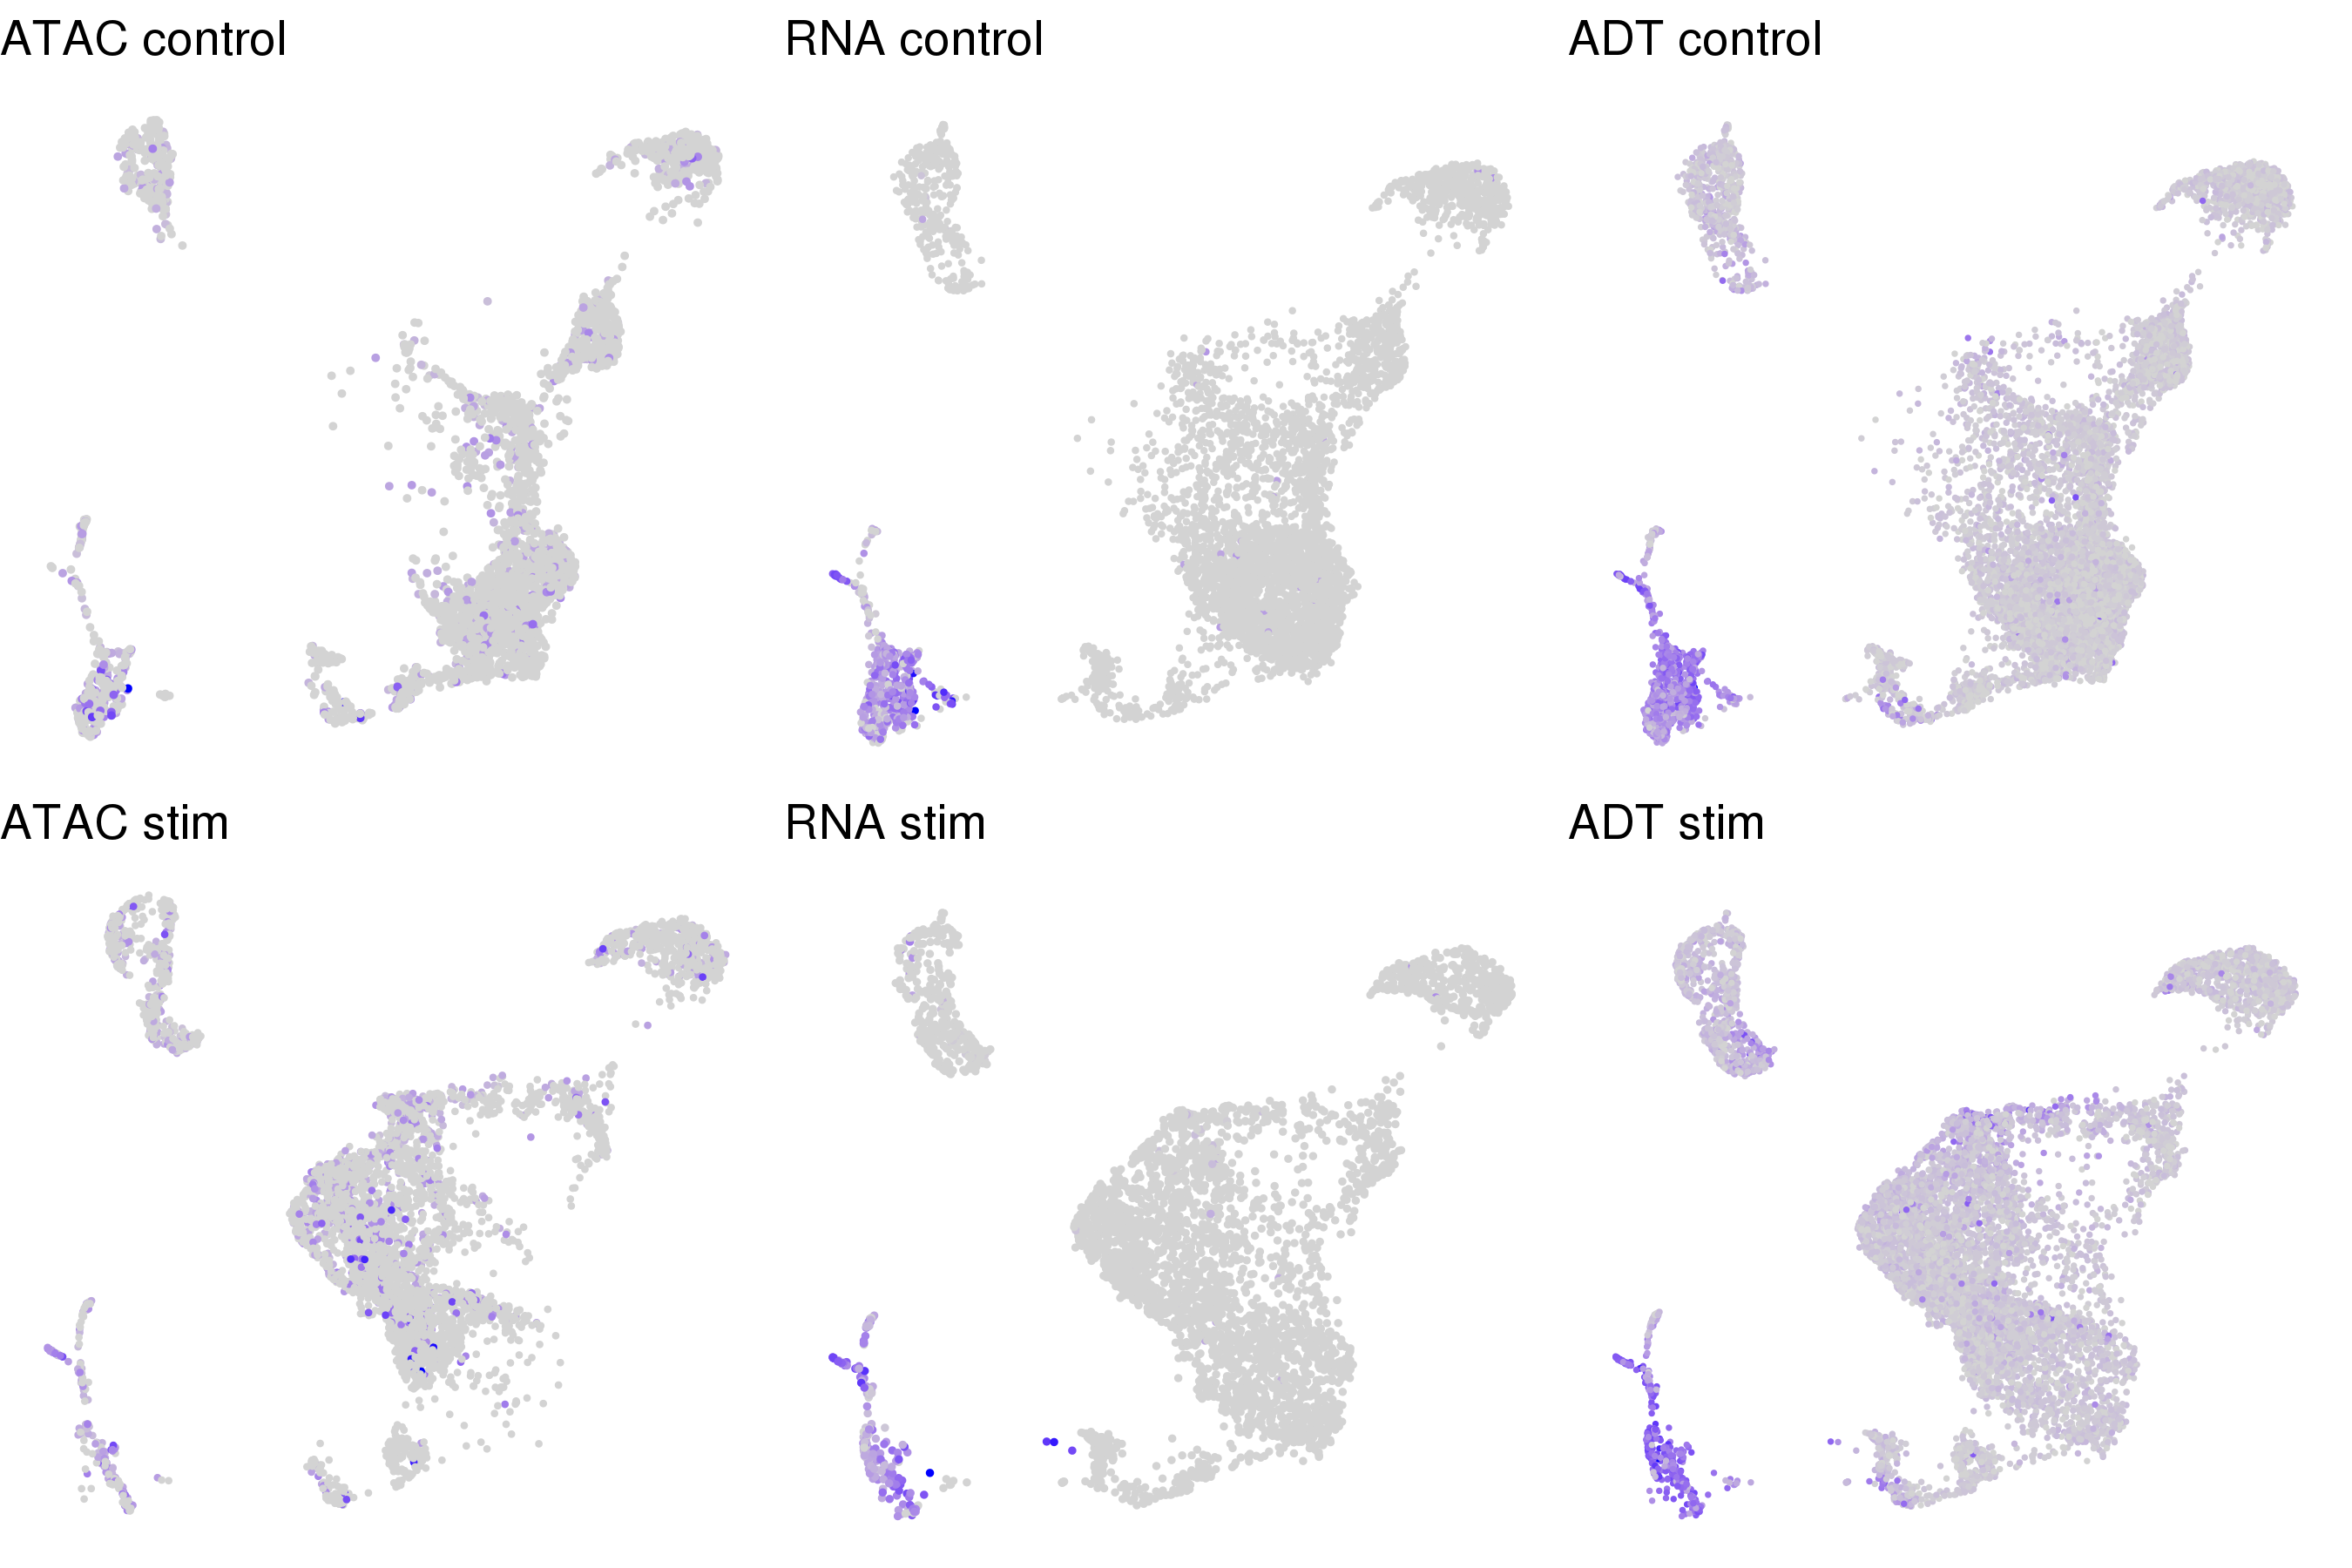 ATAC control
RNA control
ADT control
ATAC stim
RNA stim
ADT stim